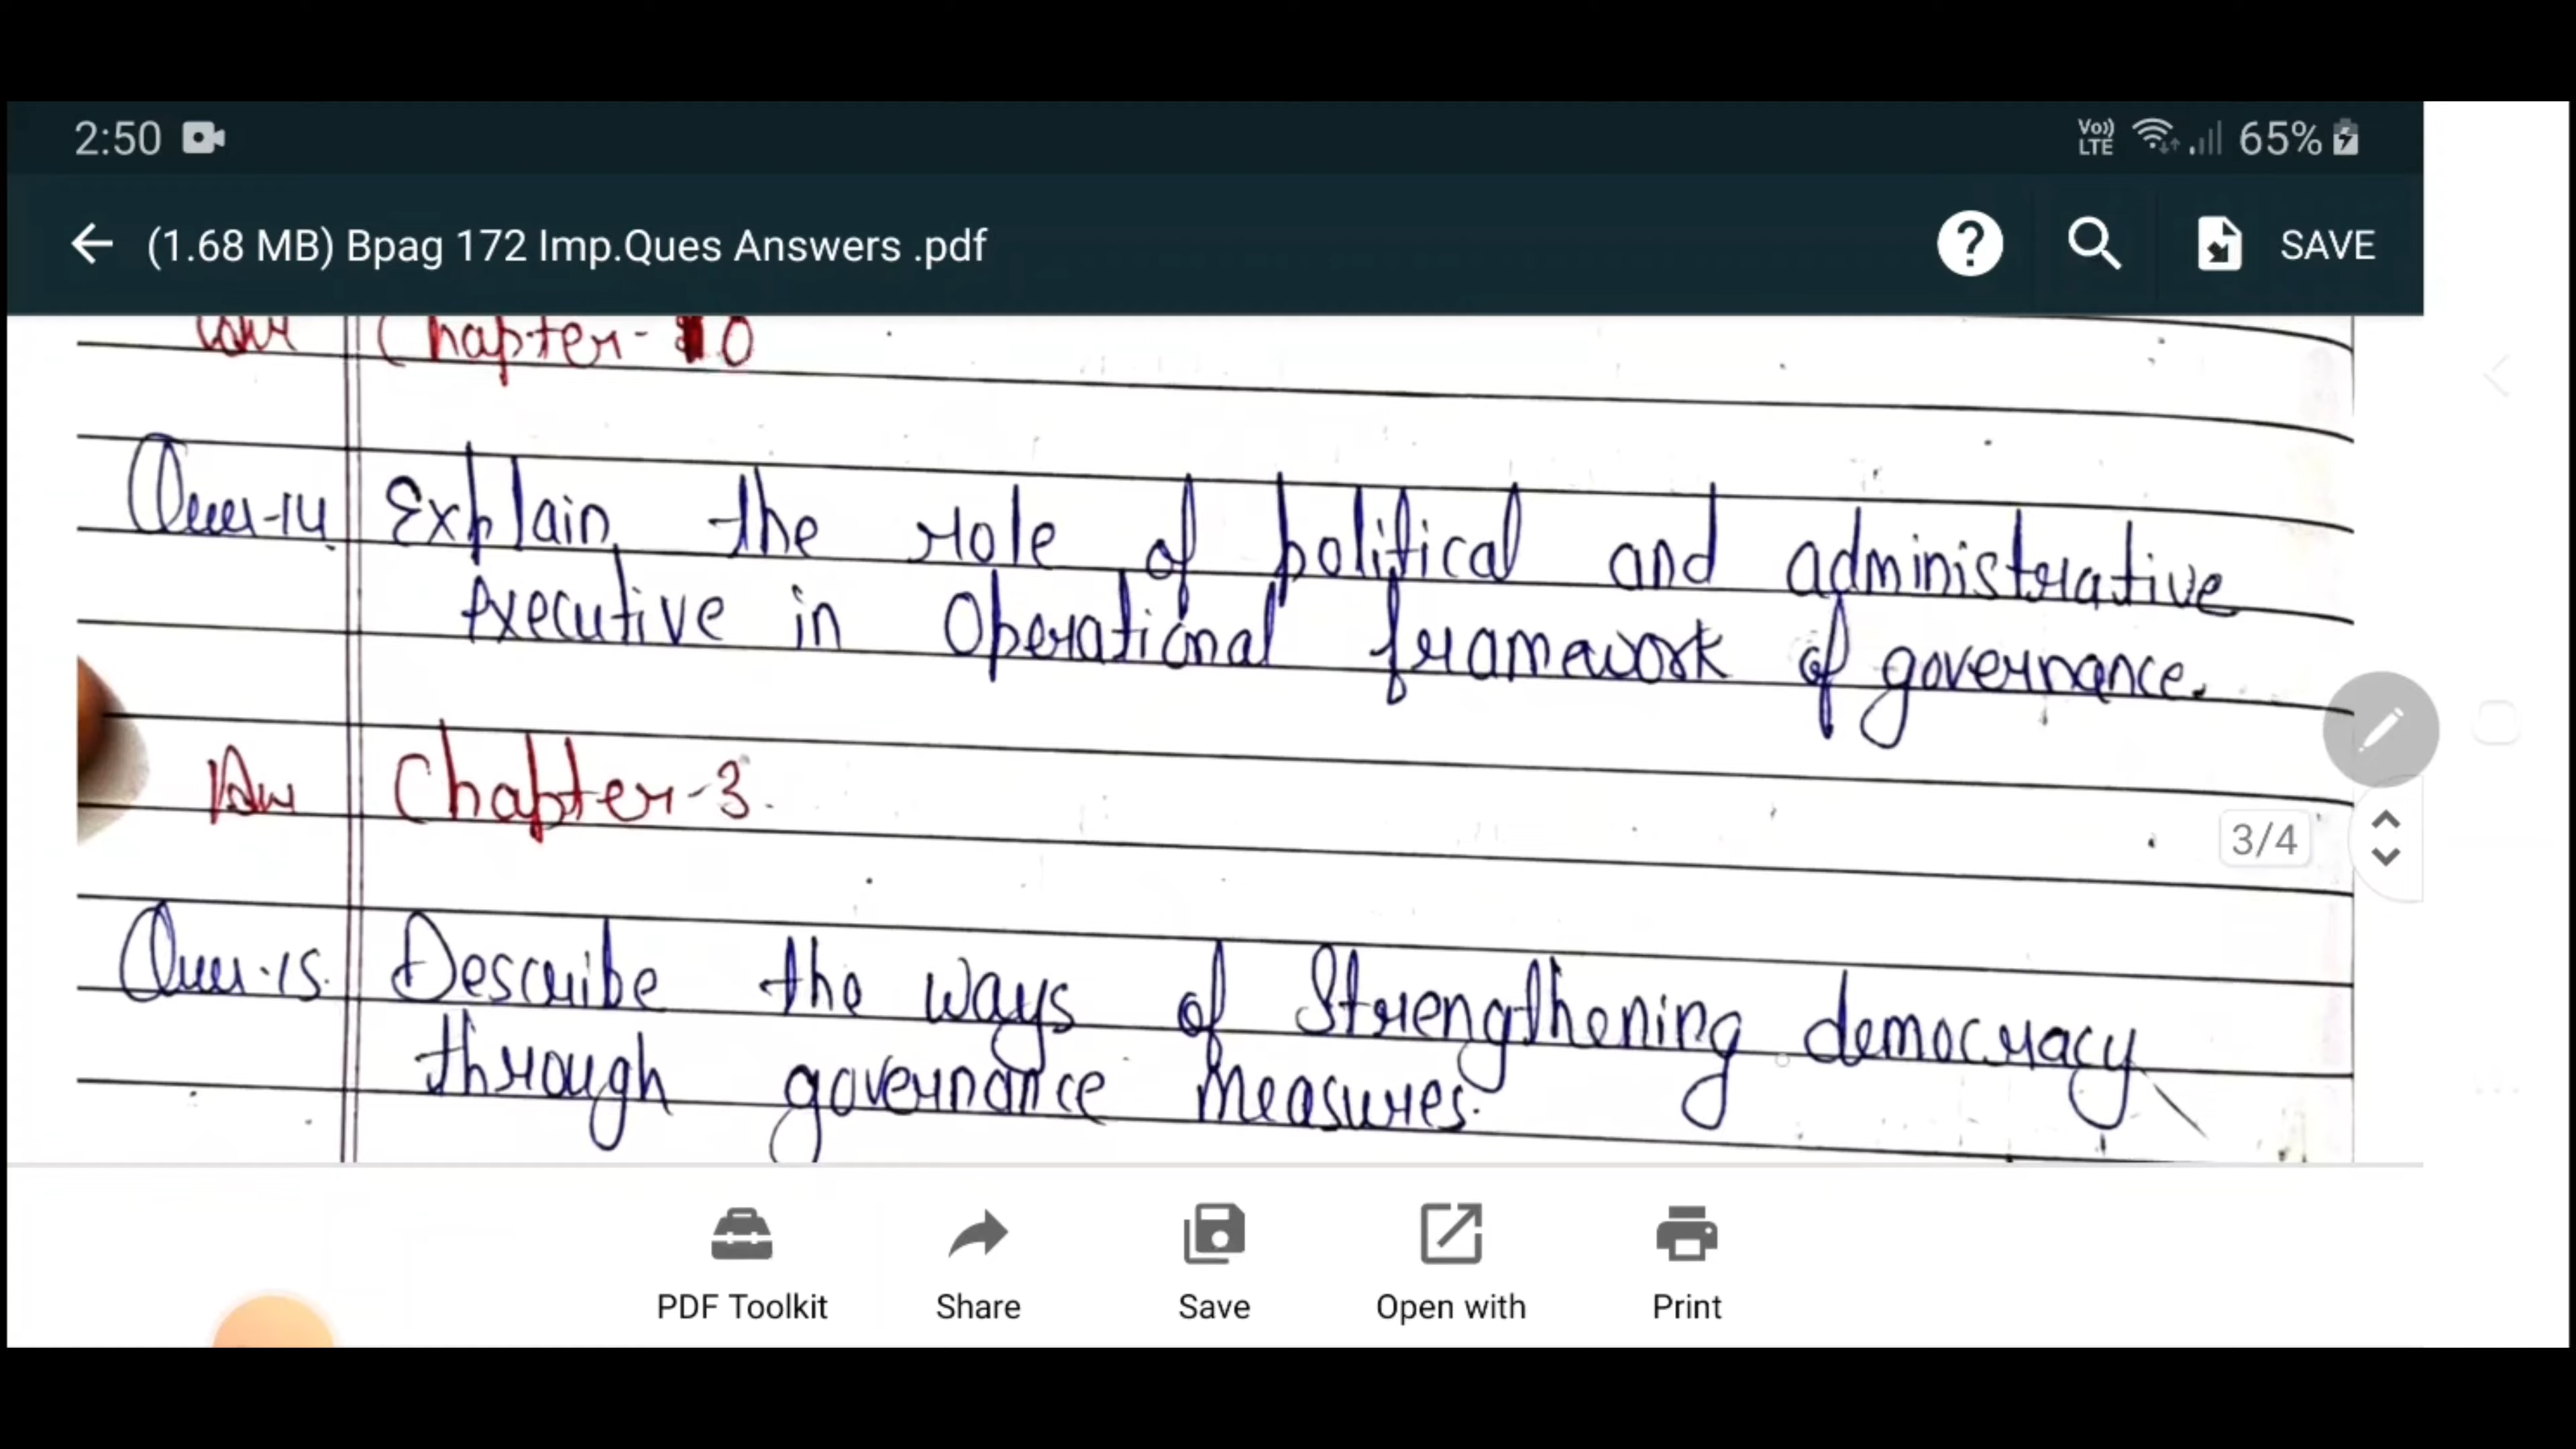 2:50
Vo)) LTE
65%
(1.68 MB) Bpag 172 Imp.Ques Answers .pdf
SAVE
Chapter-10
Ques-14 Explain the role of political and administrative
executive in Operational framework of governance.
Ans Chapter-3.
Ques-15. Describe the ways of Strengthening democracy
through governance measures.
3/4
PDF Toolkit
Share
Save
Open with
Print